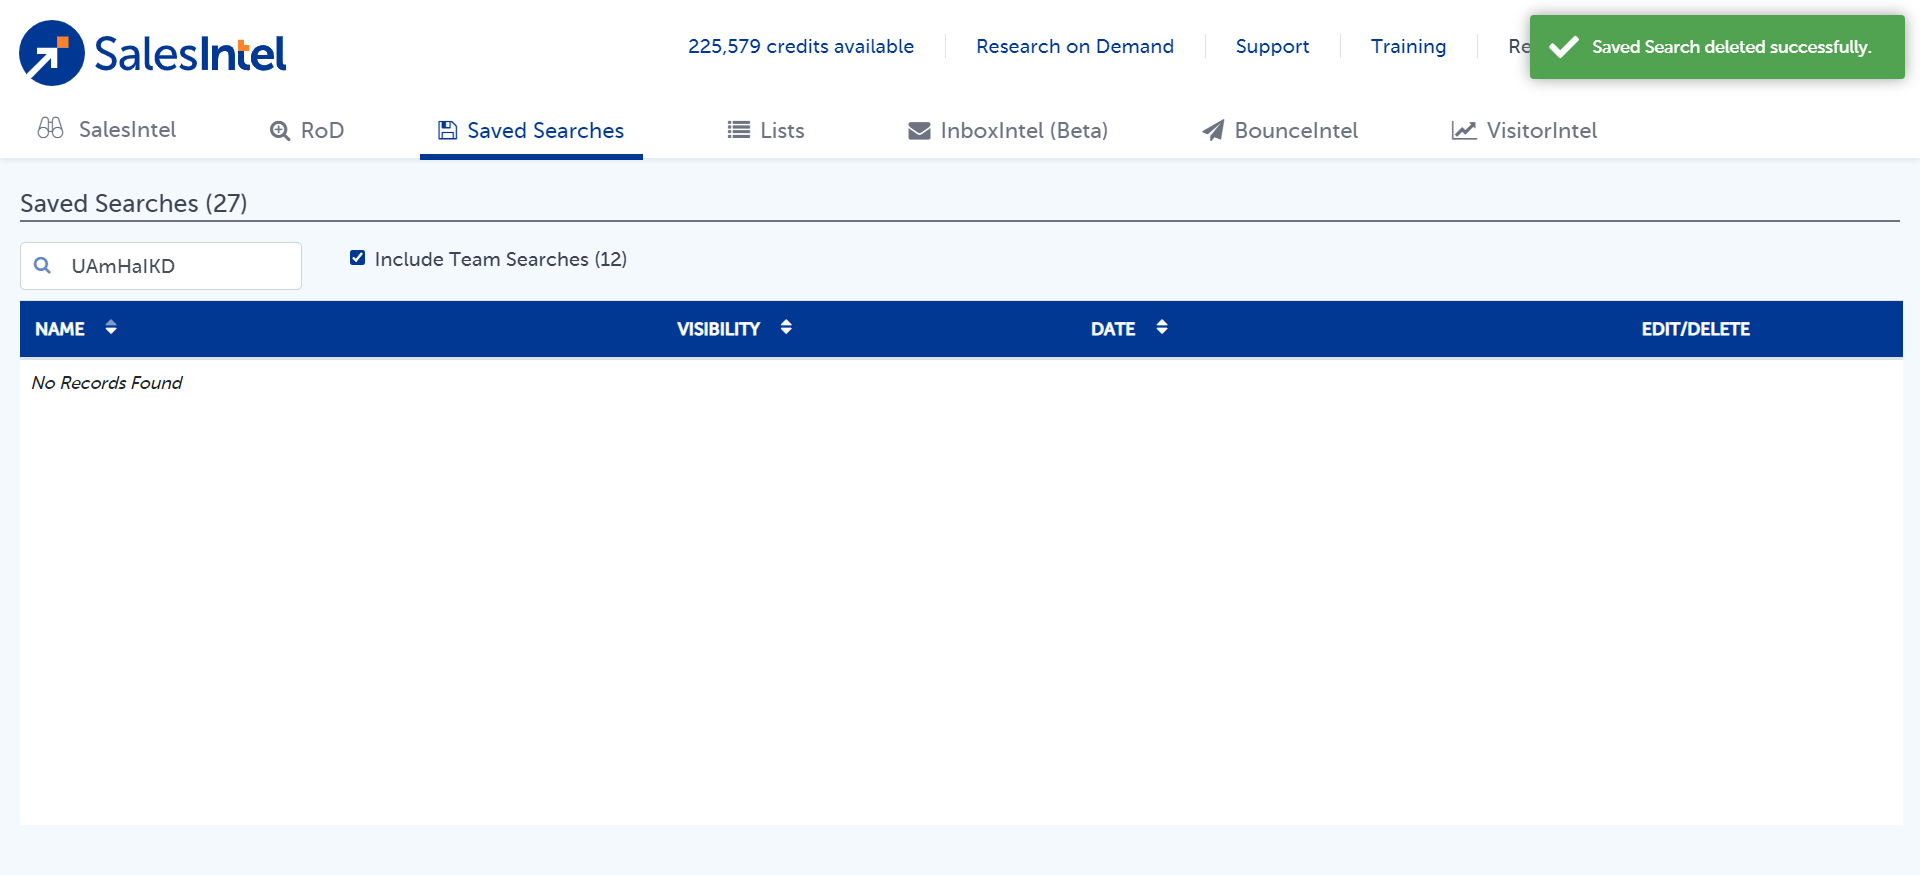 SalesIntel
225,579 credits available
Research on Demand
Support
Training
Re
Saved Search deleted successfully.
SalesIntel
RoD
Saved Searches
Lists
InboxIntel (Beta)
BounceIntel
VisitorIntel
Saved Searches (27)
UAmHaIKD
Include Team Searches (12)
NAME
VISIBILITY
DATE
EDIT/DELETE
No Records Found